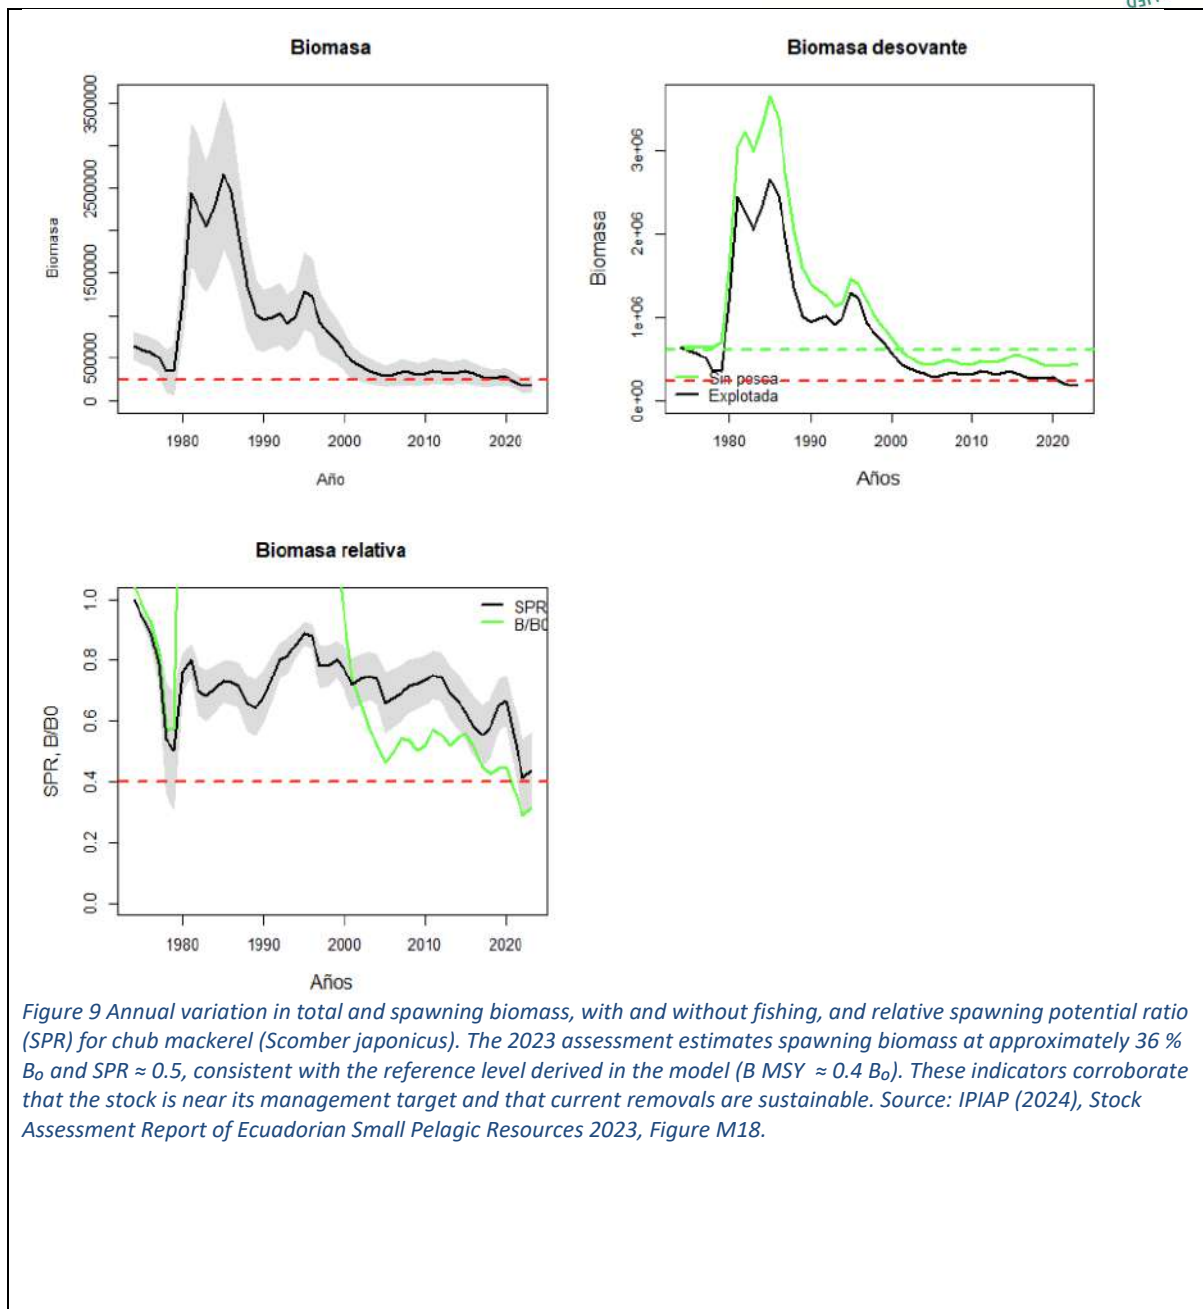 Biomasa
Biomasa
3500000
2500000
1500000
500000
0
1980 1990 2000 2010 2020
Año
Biomasa desovante
Biomasa
3e+06
2e+06
1e+06
0e+00
Sin pesca
Explotada
1980 1990 2000 2010 2020
Años
Biomasa relativa
SPR, B/B0
1.0
0.8
0.6
0.4
0.2
0.0
SPR
B/B0
1980 1990 2000 2010 2020
Años
Figure 9 Annual variation in total and spawning biomass, with and without fishing, and relative spawning potential ratio
(SPR) for chub mackerel (Scomber japonicus). The 2023 assessment estimates spawning biomass at approximately 36 %
B₀ and SPR ≈ 0.5, consistent with the reference level derived in the model (B MSY ≈ 0.4 B₀). These indicators corroborate
that the stock is near its management target and that current removals are sustainable. Source: IPIAP (2024), Stock
Assessment Report of Ecuadorian Small Pelagic Resources 2023, Figure M18.